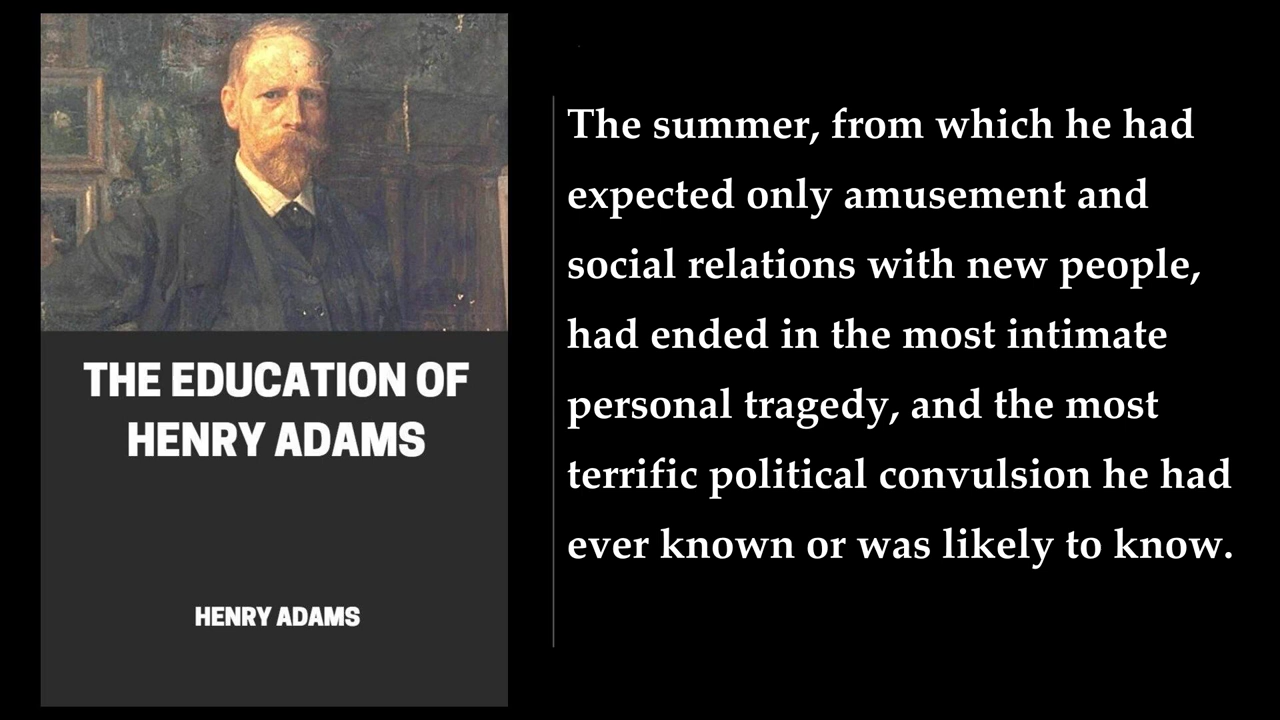 THE EDUCATION OF
HENRY ADAMS
HENRY ADAMS
The summer, from which he had
expected only amusement and
social relations with new people,
had ended in the most intimate
personal tragedy, and the most
terrific political convulsion he had
ever known or was likely to know.